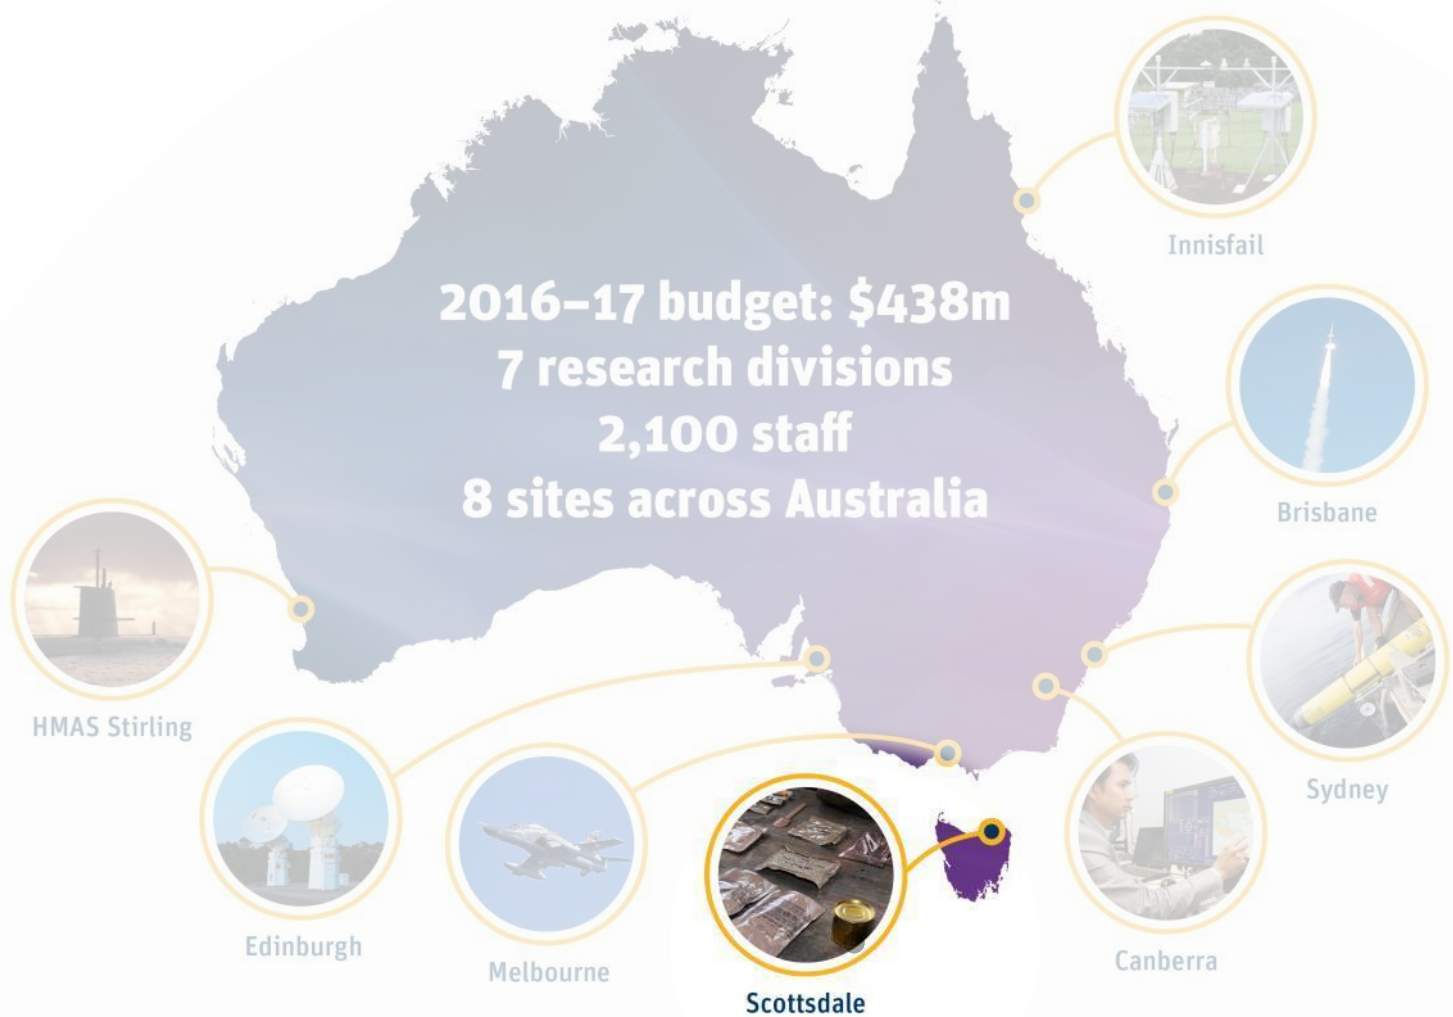 2016–17 budget: $438m
7 research divisions
2,100 staff
8 sites across Australia
Innisfail
Brisbane
HMAS Stirling
Sydney
Edinburgh
Melbourne
Canberra
Scottsdale